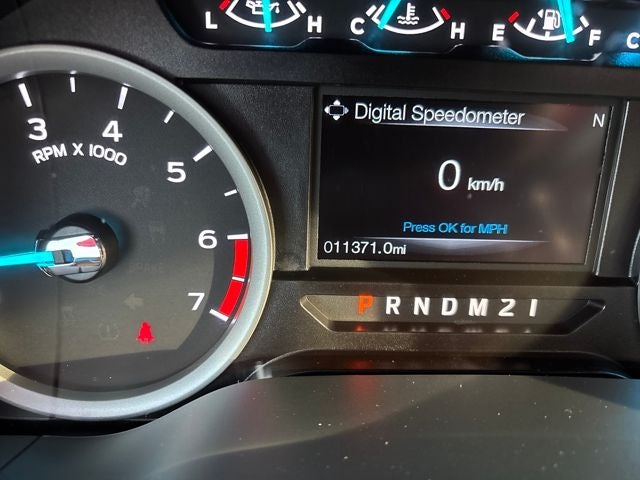 L H C H E F C
3 4 5 6 7
RPM X 1000
Digital Speedometer N
0 km/h
Press OK for MPH
011371.0mi
P R N D M 2 1